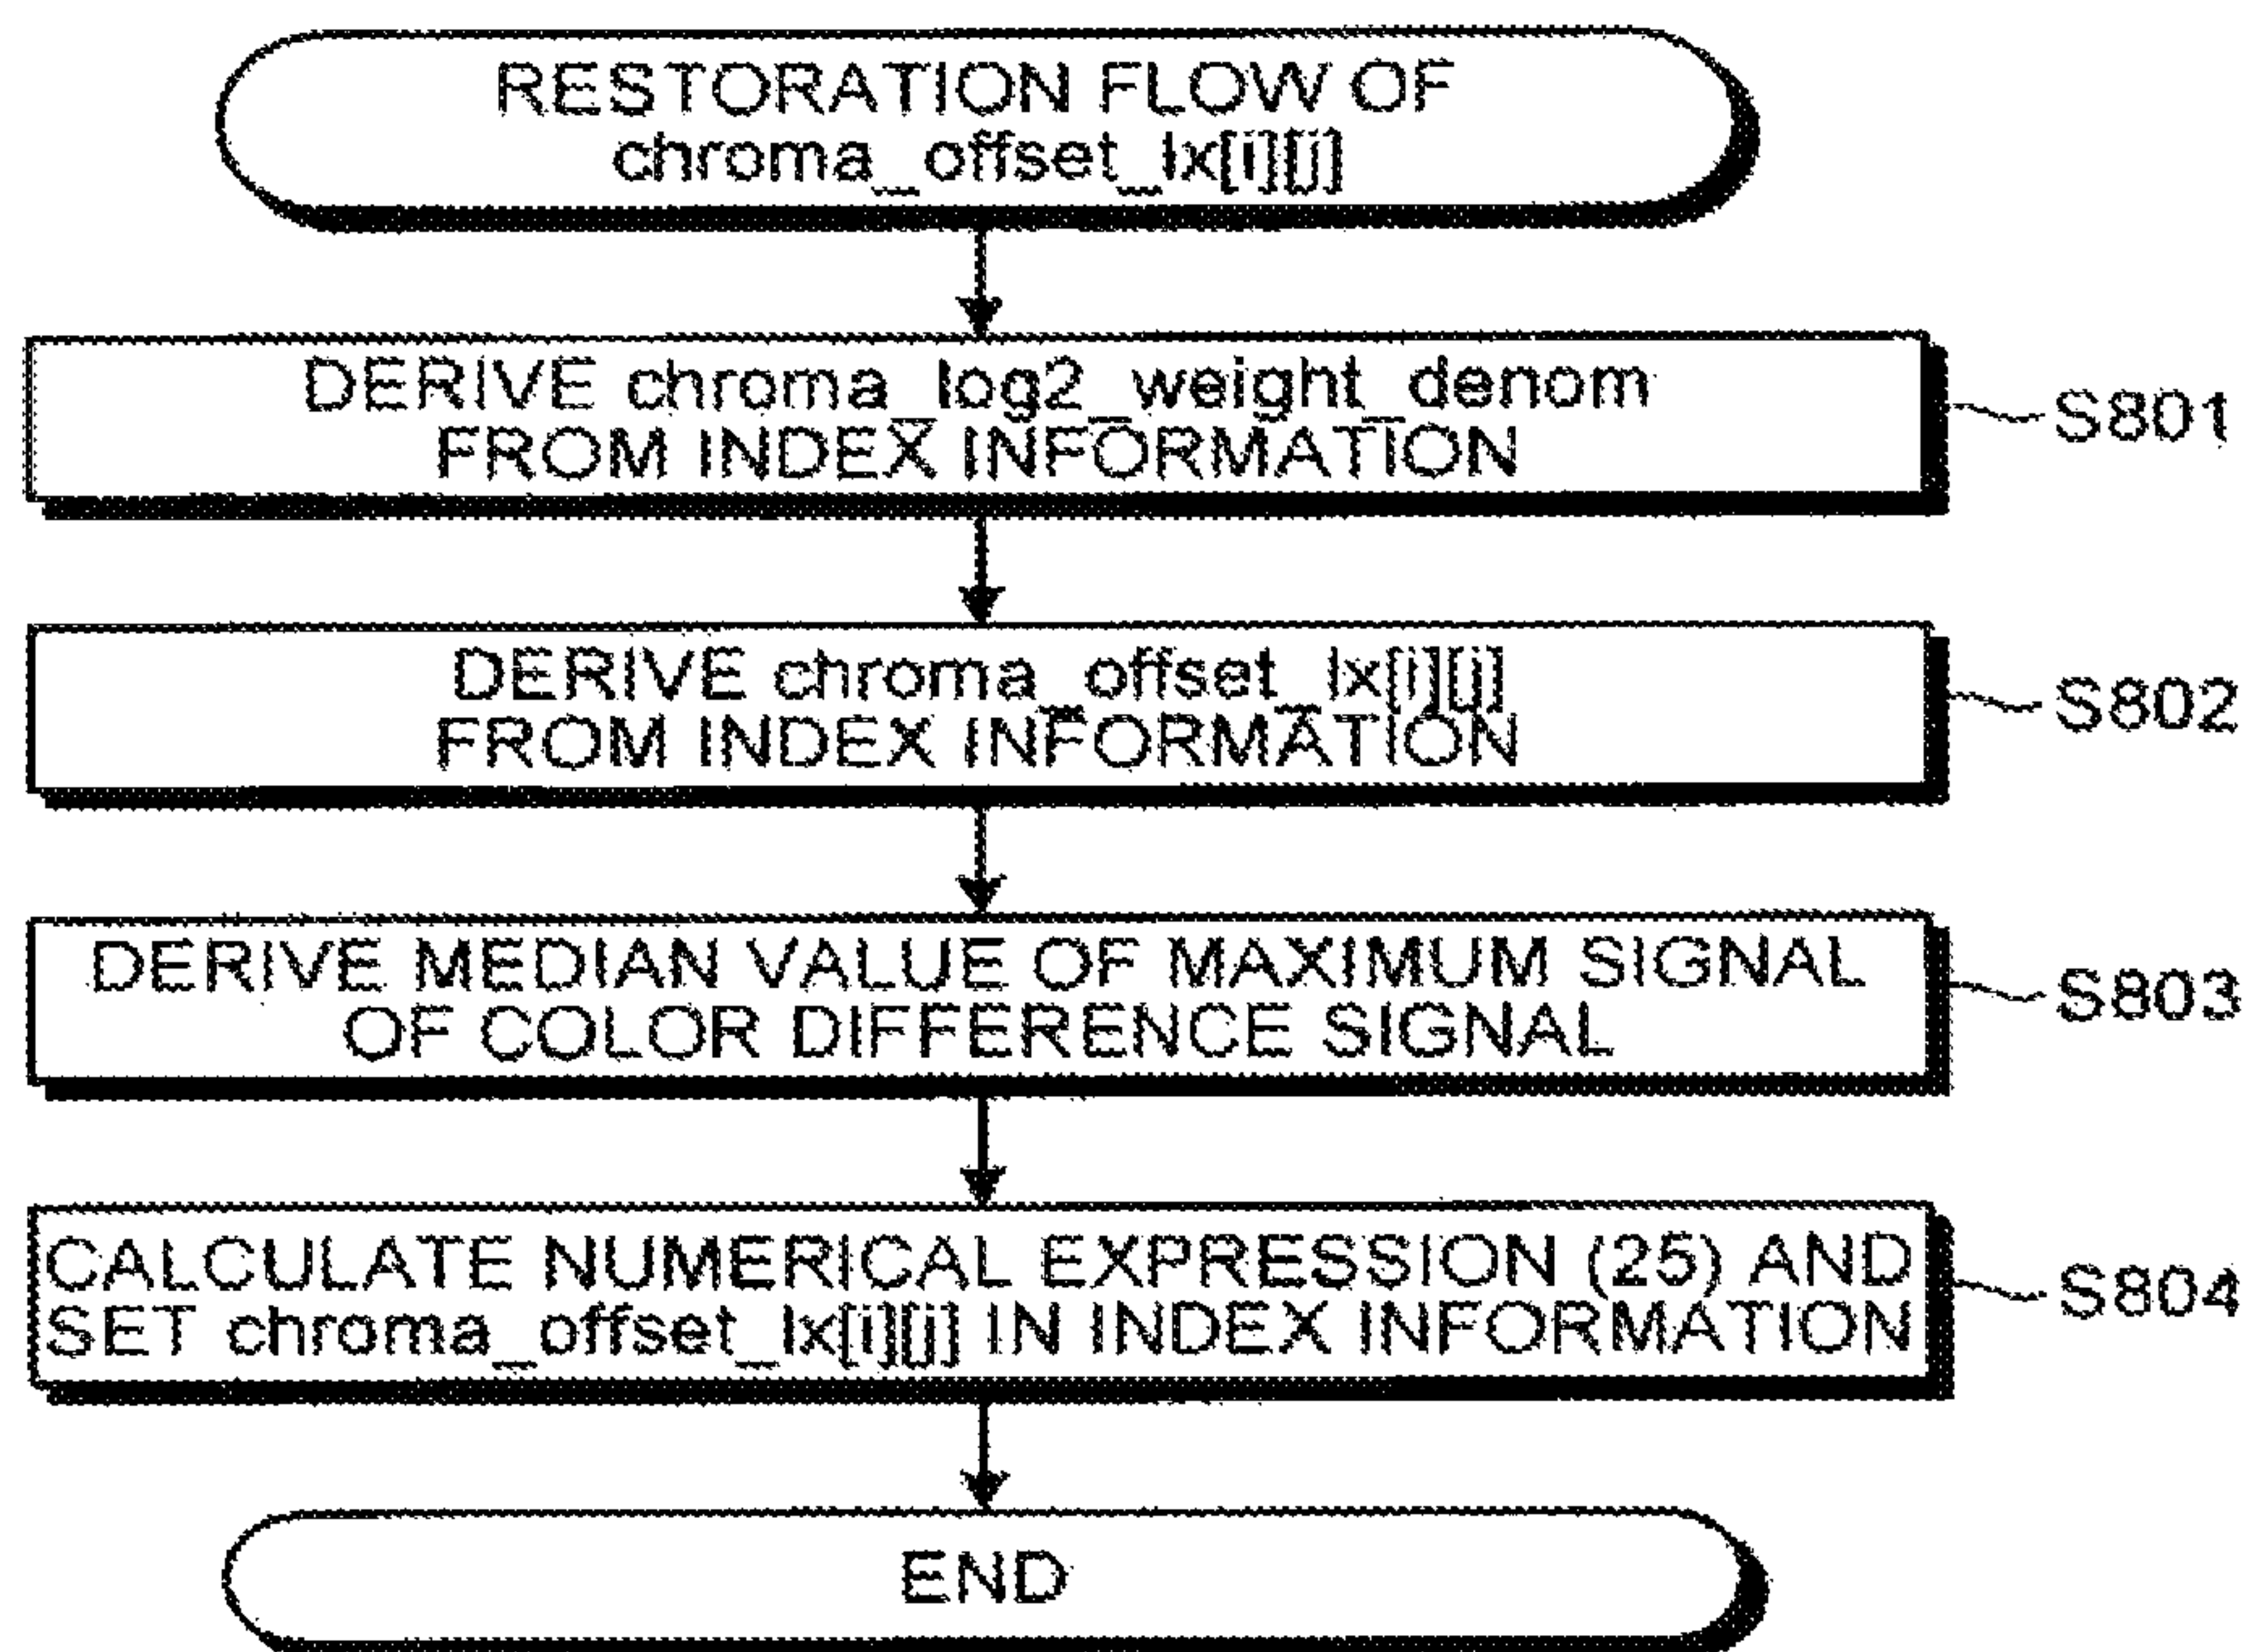 RESTORATION FLOW OF
chroma_offset_lx[i][j]
DERIVE chroma_log2_weight_denom
FROM INDEX INFORMATION
S801
DERIVE chroma_offset_lx[i][j]
FROM INDEX INFORMATION
S802
DERIVE MEDIAN VALUE OF MAXIMUM SIGNAL
OF COLOR DIFFERENCE SIGNAL
S803
CALCULATE NUMERICAL EXPRESSION (25) AND
SET chroma_offset_lx[i][j] IN INDEX INFORMATION
S804
END